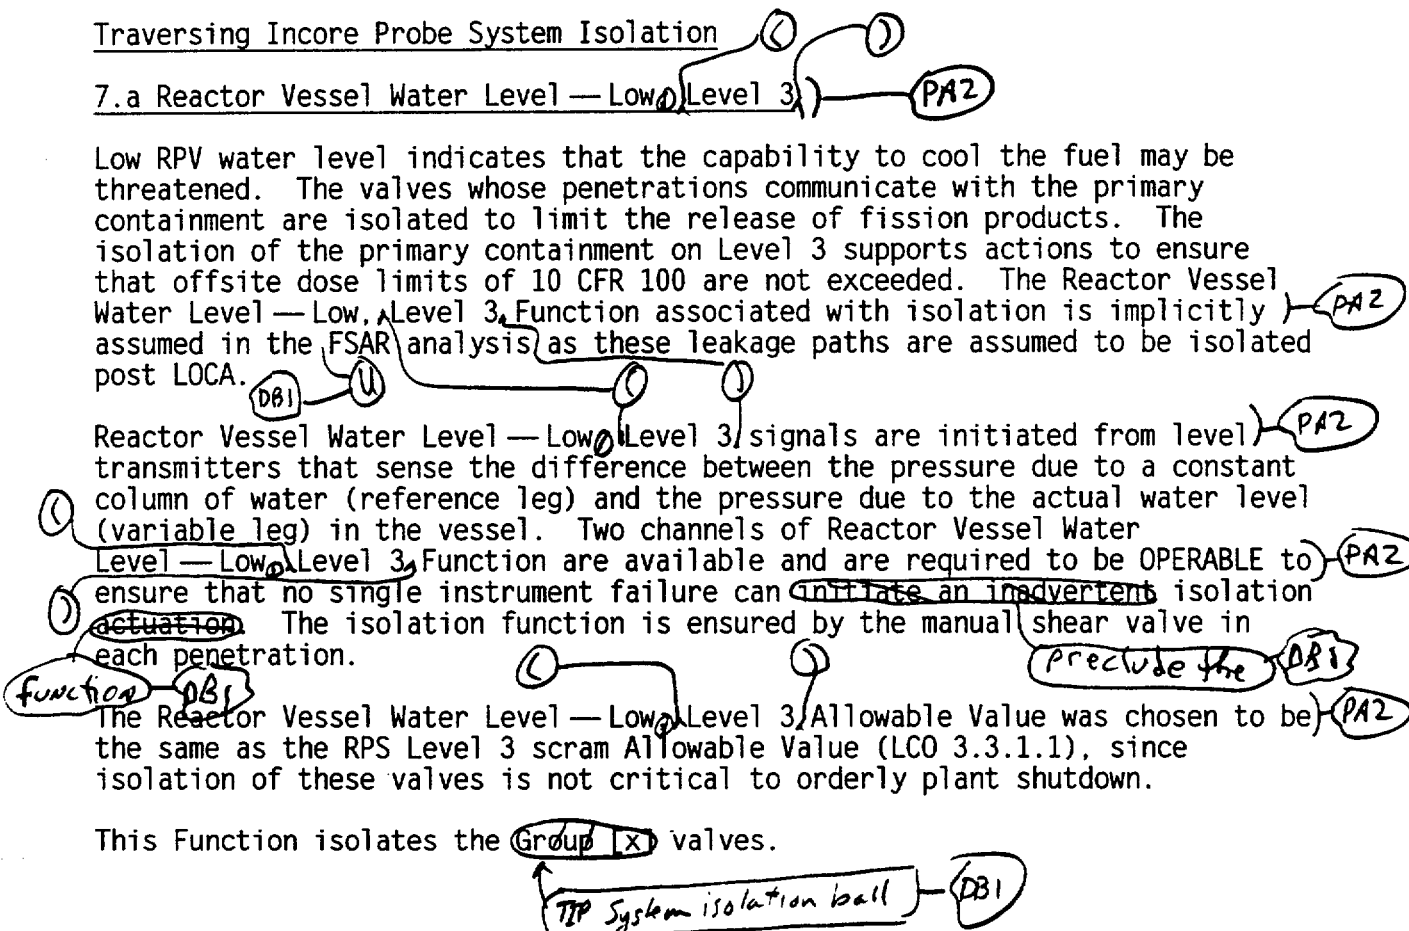 Traversing Incore Probe System Isolation ( )
7.a Reactor Vessel Water Level — Low, Level 3 ) PA2
Low RPV water level indicates that the capability to cool the fuel may be
threatened. The valves whose penetrations communicate with the primary
containment are isolated to limit the release of fission products. The
isolation of the primary containment on Level 3 supports actions to ensure
that offsite dose limits of 10 CFR 100 are not exceeded. The Reactor Vessel
Water Level — Low, Level 3 Function associated with isolation is implicitly PA2
assumed in the FSAR analysis as these leakage paths are assumed to be isolated
post LOCA. DB1 U ( )
Reactor Vessel Water Level — Low, Level 3 signals are initiated from level PA2
transmitters that sense the difference between the pressure due to a constant
column of water (reference leg) and the pressure due to the actual water level
( (variable leg) in the vessel. Two channels of Reactor Vessel Water
Level — Low, Level 3 Function are available and are required to be OPERABLE to PA2
) ensure that no single instrument failure can initiate an inadvertent isolation
actuation. The isolation function is ensured by the manual shear valve in
each penetration. ( ) preclude the DB1
function DB1
The Reactor Vessel Water Level — Low, Level 3 Allowable Value was chosen to be PA2
the same as the RPS Level 3 scram Allowable Value (LCO 3.3.1.1), since
isolation of these valves is not critical to orderly plant shutdown.
This Function isolates the Group [x] valves.
TIP System isolation ball DB1